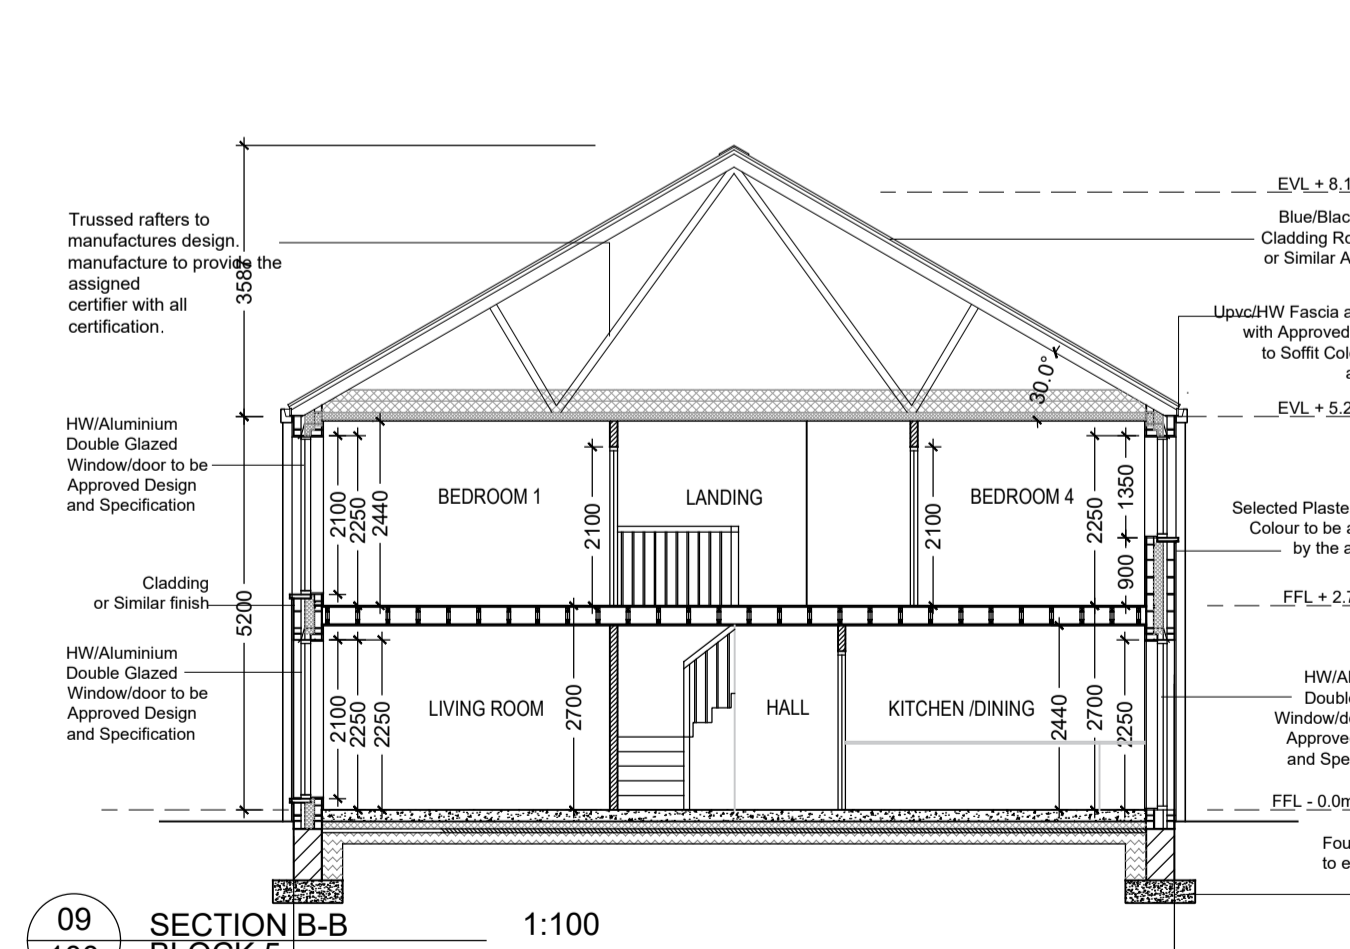 Trussed rafters to
manufactures design.
manufacture to provide the
assigned
certifier with all
certification.
HW/Aluminium
Double Glazed
Window/door to be
Approved Design
and Specification
Cladding
or Similar finish
HW/Aluminium
Double Glazed
Window/door to be
Approved Design
and Specification
5200
30.0°
BEDROOM 1
LANDING
BEDROOM 4
2100
2250
2440
2100
2100
2250
1350
900
LIVING ROOM
HALL
KITCHEN /DINING
2100
2250
2250
2700
2440
2700
2250
EVL + 8.1
Blue/Blac
Cladding Ro
or Similar A
Upvc/HW Fascia a
with Approved
to Soffit Col
a
EVL + 5.2
Selected Plaste
Colour to be a
by the a
FFL + 2.7
HW/Al
Double
Window/d
Approve
and Spe
FFL - 0.0m
Fou
to e
09
SECTION B-B
1:100
BLOCK 5